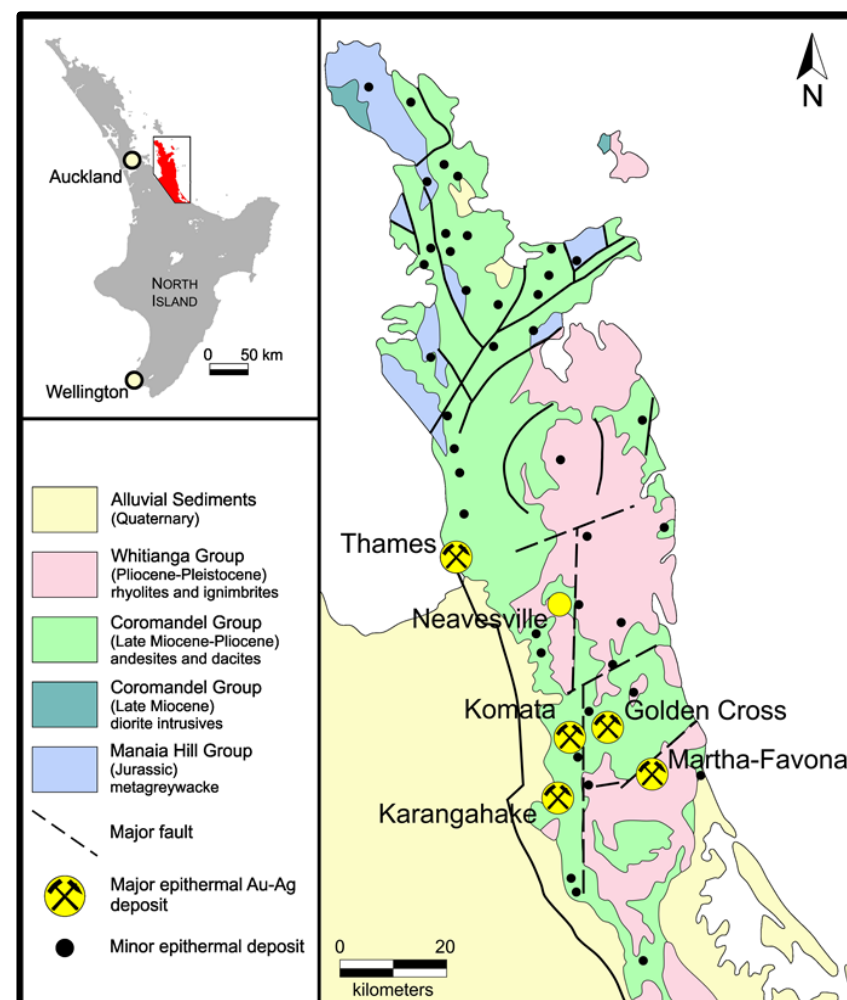 Auckland
NORTH
ISLAND
0 50 km
Wellington
Alluvial Sediments
(Quaternary)
Whitianga Group
(Pliocene-Pleistocene)
rhyolites and ignimbrites
Coromandel Group
(Late Miocene-Pliocene)
andesites and dacites
Coromandel Group
(Late Miocene)
diorite intrusives
Manaia Hill Group
(Jurassic)
metagreywacke
Major fault
Major epithermal Au-Ag
deposit
Minor epithermal deposit
N
Thames
Neavesville
Komata
Golden Cross
Martha-Favona
Karangahake
0 20
kilometers